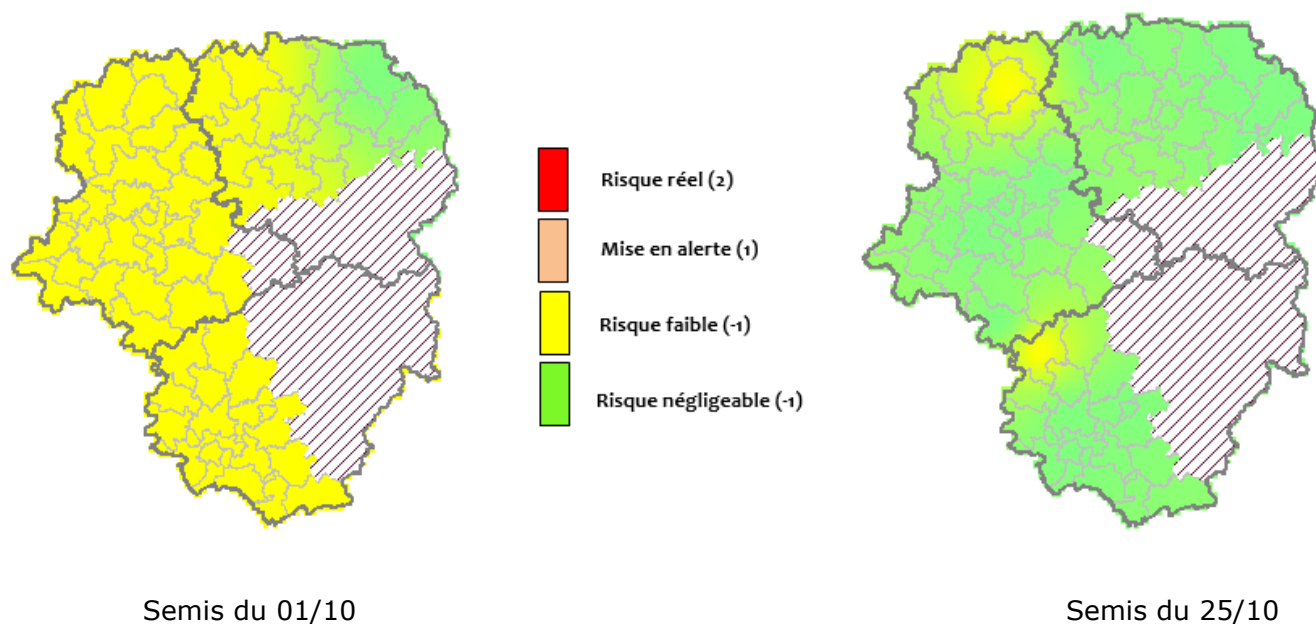 Risque réel (2)
Mise en alerte (1)
Risque faible (-1)
Risque négligeable (-1)
Semis du 01/10
Semis du 25/10